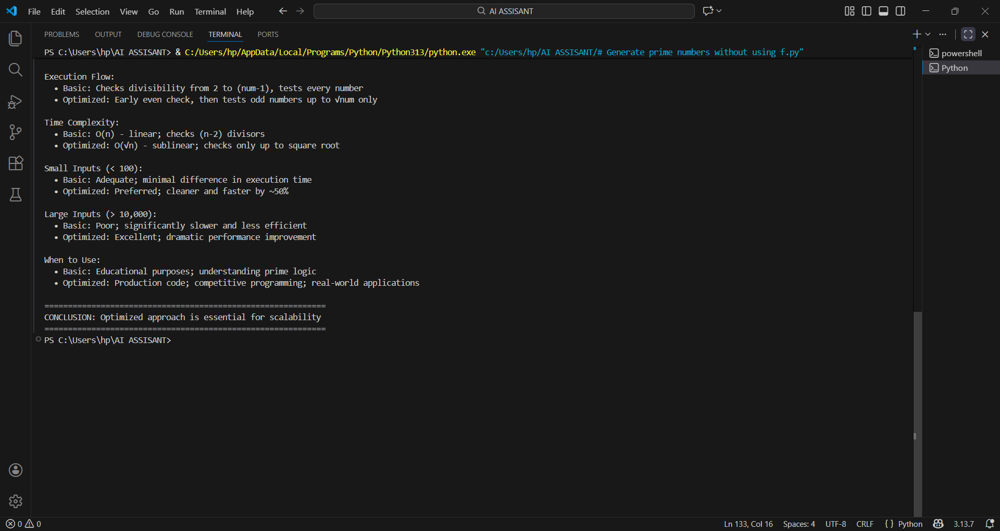 File Edit Selection View Go Run Terminal Help
AI ASSISANT
PROBLEMS OUTPUT DEBUG CONSOLE TERMINAL PORTS
PS C:\Users\hp\AI ASSISANT> & C:/Users/hp/AppData/Local/Programs/Python/Python313/python.exe "c:/Users/hp/AI ASSISANT/# Generate prime numbers without using f.py"
powershell
Python
Execution Flow:
• Basic: Checks divisibility from 2 to (num-1), tests every number
• Optimized: Early even check, then tests odd numbers up to √num only
Time Complexity:
• Basic: O(n) - linear; checks (n-2) divisors
• Optimized: O(√n) - sublinear; checks only up to square root
Small Inputs (< 100):
• Basic: Adequate; minimal difference in execution time
• Optimized: Preferred; cleaner and faster by ~50%
Large Inputs (> 10,000):
• Basic: Poor; significantly slower and less efficient
• Optimized: Excellent; dramatic performance improvement
When to Use:
• Basic: Educational purposes; understanding prime logic
• Optimized: Production code; competitive programming; real-world applications
============================================================
CONCLUSION: Optimized approach is essential for scalability
============================================================
PS C:\Users\hp\AI ASSISANT>
0 0
Ln 133, Col 16 Spaces: 4 UTF-8 CRLF { } Python 3.13.7